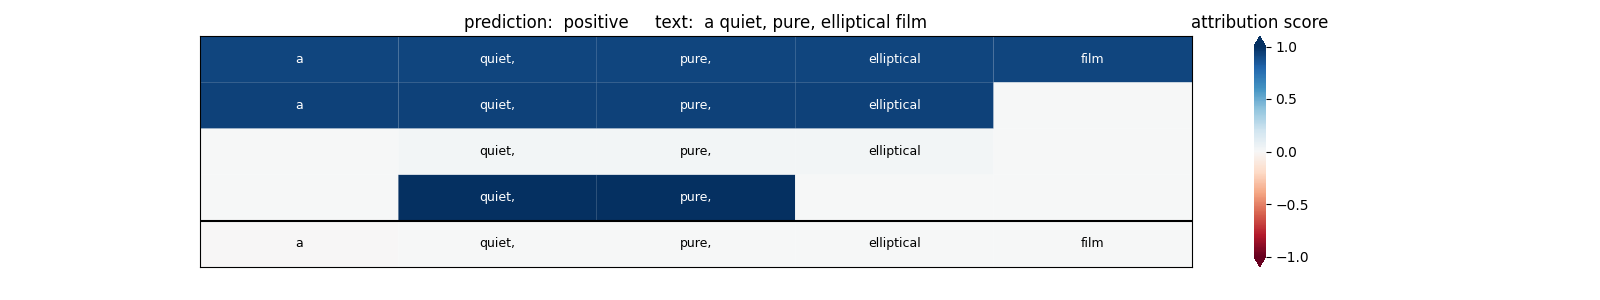 prediction:  positive     text:  a quiet, pure, elliptical film
attribution score
a quiet, pure, elliptical film
a quiet, pure, elliptical
quiet, pure, elliptical
quiet, pure,
a quiet, pure, elliptical film
1.0
0.5
0.0
−0.5
−1.0